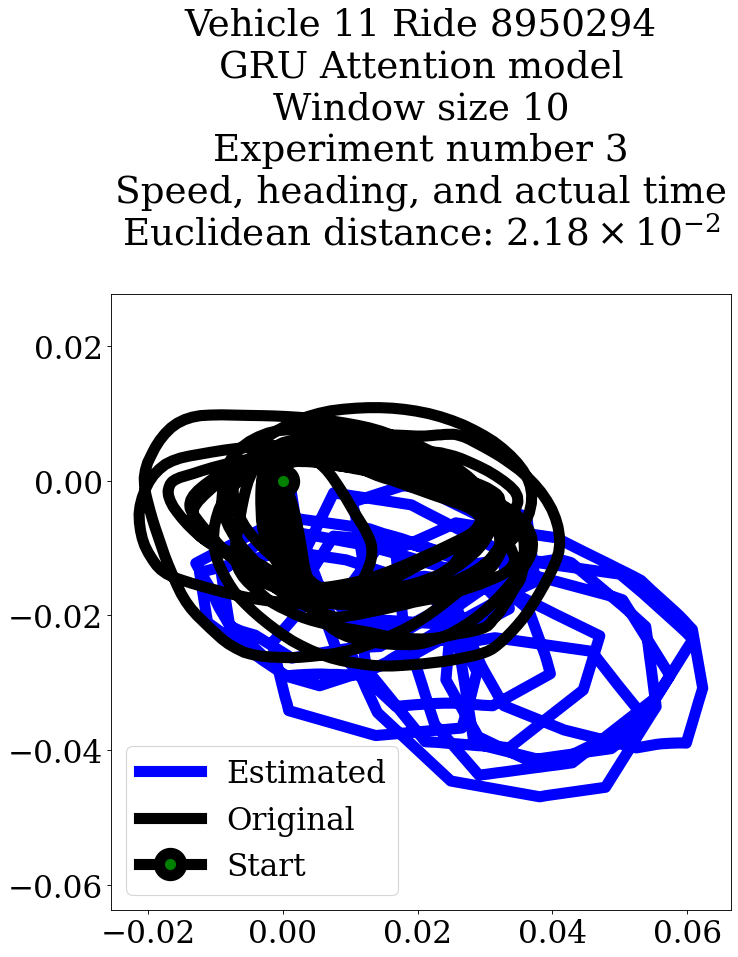 Vehicle 11 Ride 8950294
GRU Attention model
Window size 10
Experiment number 3
Speed, heading, and actual time
Euclidean distance: 2.18 × 10⁻²
0.02
0.00
−0.02
−0.04
−0.06
Estimated
Original
Start
−0.02
0.00
0.02
0.04
0.06